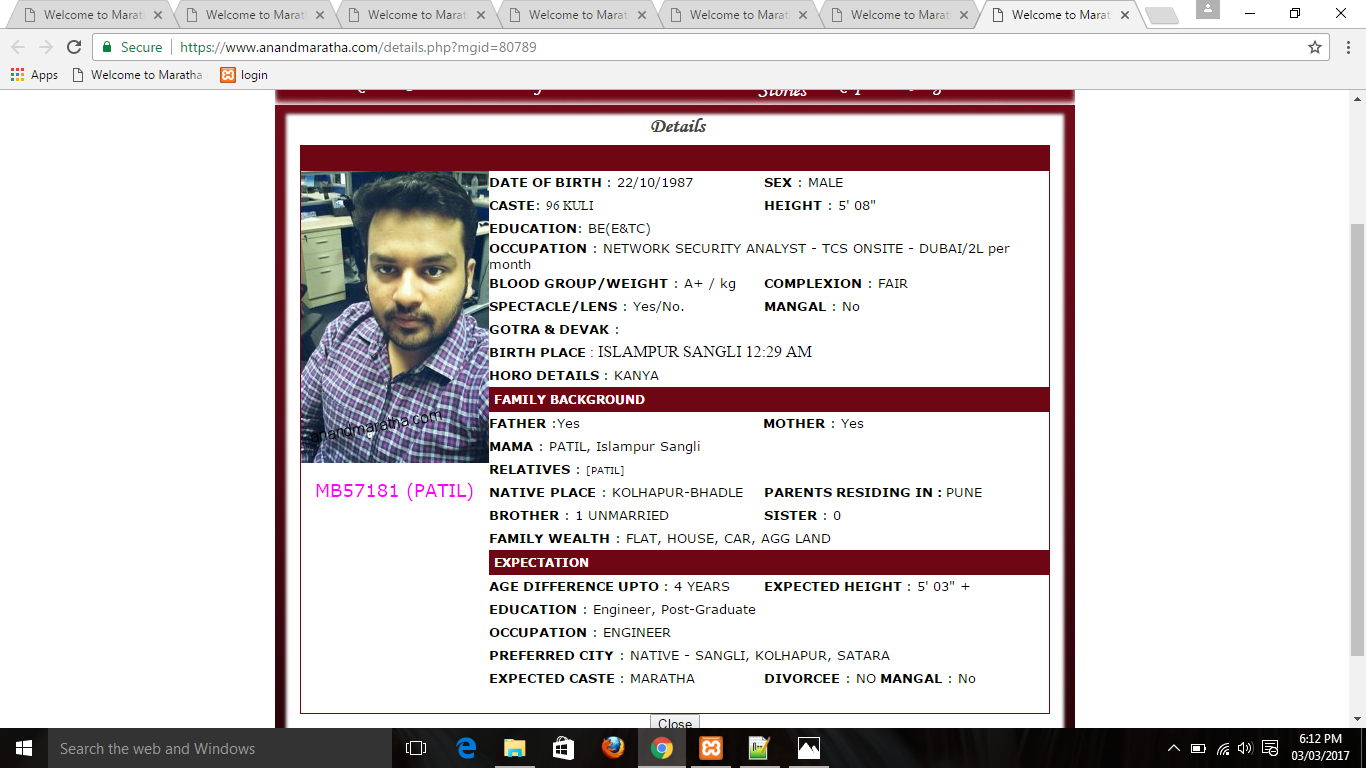 Welcome to Marat
Welcome to Maratha
Welcome to Marat
Welcome to Marat
Welcome to Marat
Welcome to Marat
Welcome to Marat
Secure
https://www.anandmaratha.com/details.php?mgid=80789
Apps Welcome to Maratha login
Stories
Details
DATE OF BIRTH : 22/10/1987 SEX : MALE
CASTE: 96 KULI HEIGHT : 5' 08"
EDUCATION: BE(E&TC)
OCCUPATION : NETWORK SECURITY ANALYST - TCS ONSITE - DUBAI/2L per
month
BLOOD GROUP/WEIGHT : A+ / kg COMPLEXION : FAIR
SPECTACLE/LENS : Yes/No. MANGAL : No
GOTRA & DEVAK :
BIRTH PLACE : ISLAMPUR SANGLI 12:29 AM
HORO DETAILS : KANYA
anandmaratha.com
MB57181 (PATIL)
FAMILY BACKGROUND
FATHER :Yes MOTHER : Yes
MAMA : PATIL, Islampur Sangli
RELATIVES : [PATIL]
NATIVE PLACE : KOLHAPUR-BHADLE PARENTS RESIDING IN : PUNE
BROTHER : 1 UNMARRIED SISTER : 0
FAMILY WEALTH : FLAT, HOUSE, CAR, AGG LAND
EXPECTATION
AGE DIFFERENCE UPTO : 4 YEARS EXPECTED HEIGHT : 5' 03" +
EDUCATION : Engineer, Post-Graduate
OCCUPATION : ENGINEER
PREFERRED CITY : NATIVE - SANGLI, KOLHAPUR, SATARA
EXPECTED CASTE : MARATHA DIVORCEE : NO MANGAL : No
Close
Search the web and Windows
6:12 PM
03/03/2017